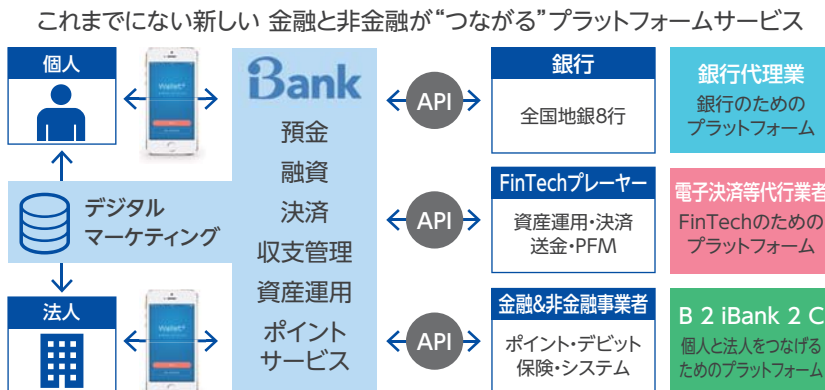 これまでにない新しい 金融と非金融が“つながる”プラットフォームサービス
個人
Wallet+
iBank
預金
融資
決済
収支管理
資産運用
ポイント
サービス
デジタル
マーケティング
法人
Wallet+
API
銀行
全国地銀8行
銀行代理業
銀行のための
プラットフォーム
API
FinTechプレーヤー
資産運用・決済
送金・PFM
電子決済等代行業者
FinTechのための
プラットフォーム
API
金融&非金融事業者
ポイント・デビット
保険・システム
B 2 iBank 2 C
個人と法人をつなげる
ためのプラットフォーム